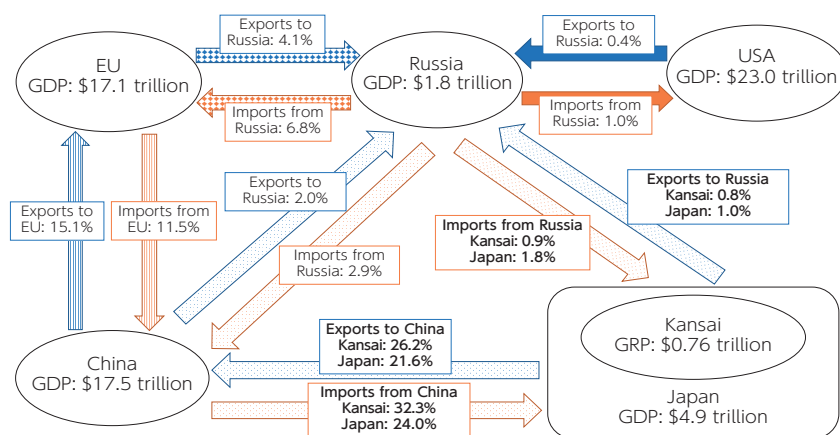 Exports to
Russia: 4.1%
Exports to
Russia: 0.4%
EU
GDP: $17.1 trillion
Russia
GDP: $1.8 trillion
USA
GDP: $23.0 trillion
Imports from
Russia: 6.8%
Imports from
Russia: 1.0%
Exports to
Russia: 2.0%
Exports to Russia
Kansai: 0.8%
Japan: 1.0%
Exports to
EU: 15.1%
Imports from
EU: 11.5%
Imports from Russia
Kansai: 0.9%
Japan: 1.8%
Imports from
Russia: 2.9%
Exports to China
Kansai: 26.2%
Japan: 21.6%
Kansai
GRP: $0.76 trillion
China
GDP: $17.5 trillion
Imports from China
Kansai: 32.3%
Japan: 24.0%
Japan
GDP: $4.9 trillion